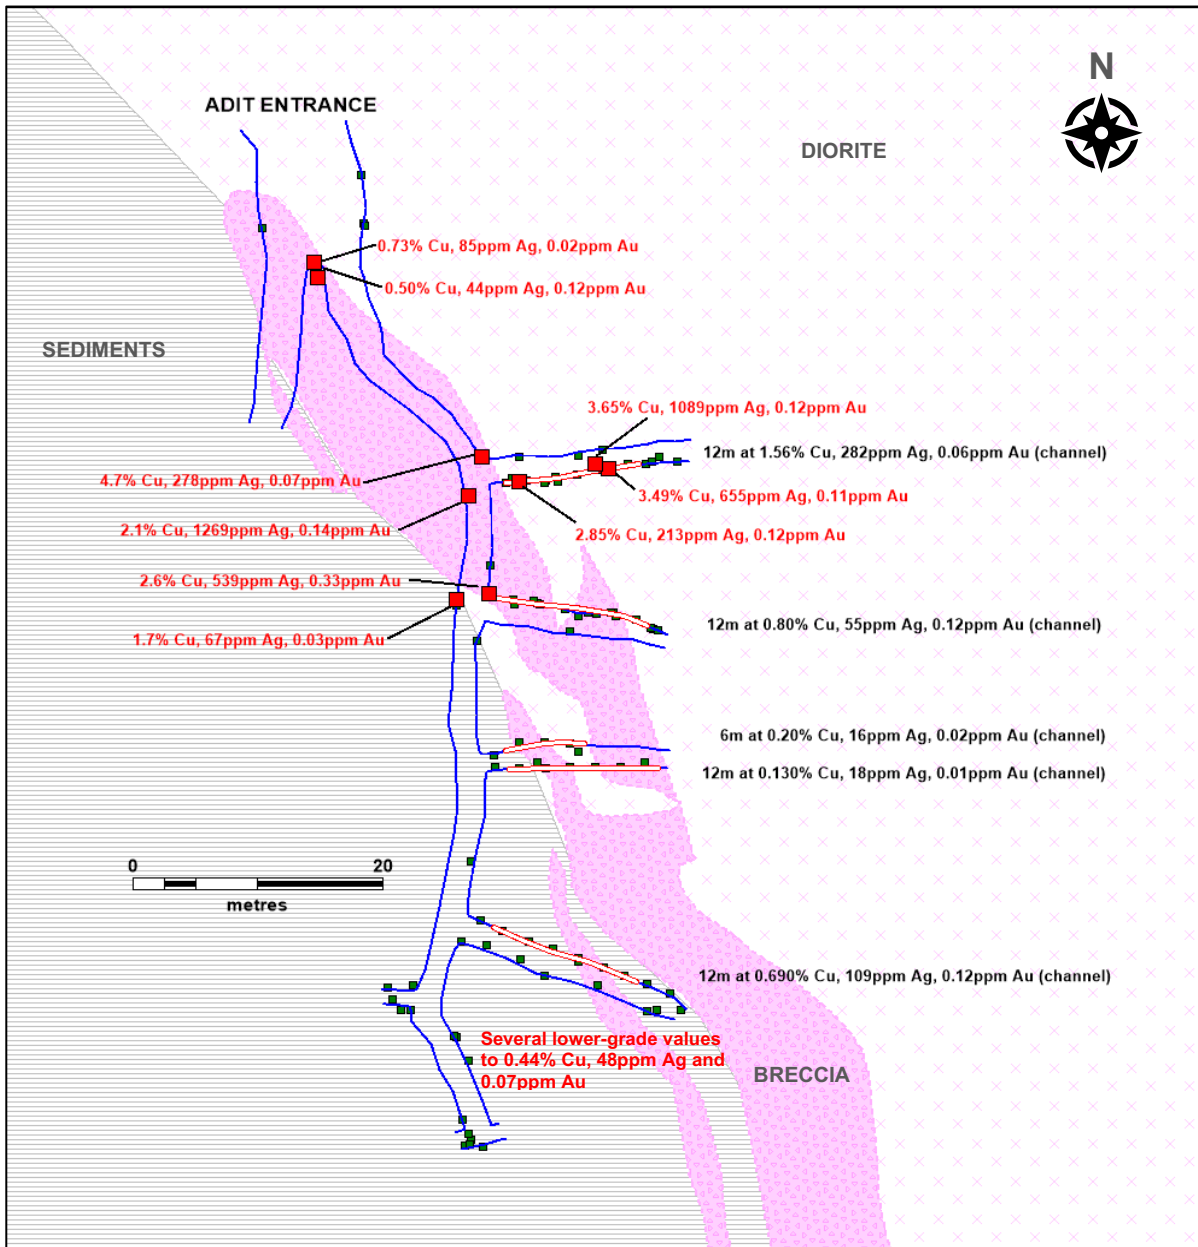 N
ADIT ENTRANCE
DIORITE
0.73% Cu, 85ppm Ag, 0.02ppm Au
0.50% Cu, 44ppm Ag, 0.12ppm Au
SEDIMENTS
3.65% Cu, 1089ppm Ag, 0.12ppm Au
12m at 1.56% Cu, 282ppm Ag, 0.06ppm Au (channel)
4.7% Cu, 278ppm Ag, 0.07ppm Au
3.49% Cu, 655ppm Ag, 0.11ppm Au
2.1% Cu, 1269ppm Ag, 0.14ppm Au
2.85% Cu, 213ppm Ag, 0.12ppm Au
2.6% Cu, 539ppm Ag, 0.33ppm Au
12m at 0.80% Cu, 55ppm Ag, 0.12ppm Au (channel)
1.7% Cu, 67ppm Ag, 0.03ppm Au
6m at 0.20% Cu, 16ppm Ag, 0.02ppm Au (channel)
12m at 0.130% Cu, 18ppm Ag, 0.01ppm Au (channel)
0 20
metres
12m at 0.690% Cu, 109ppm Ag, 0.12ppm Au (channel)
Several lower-grade values
to 0.44% Cu, 48ppm Ag and
0.07ppm Au
BRECCIA